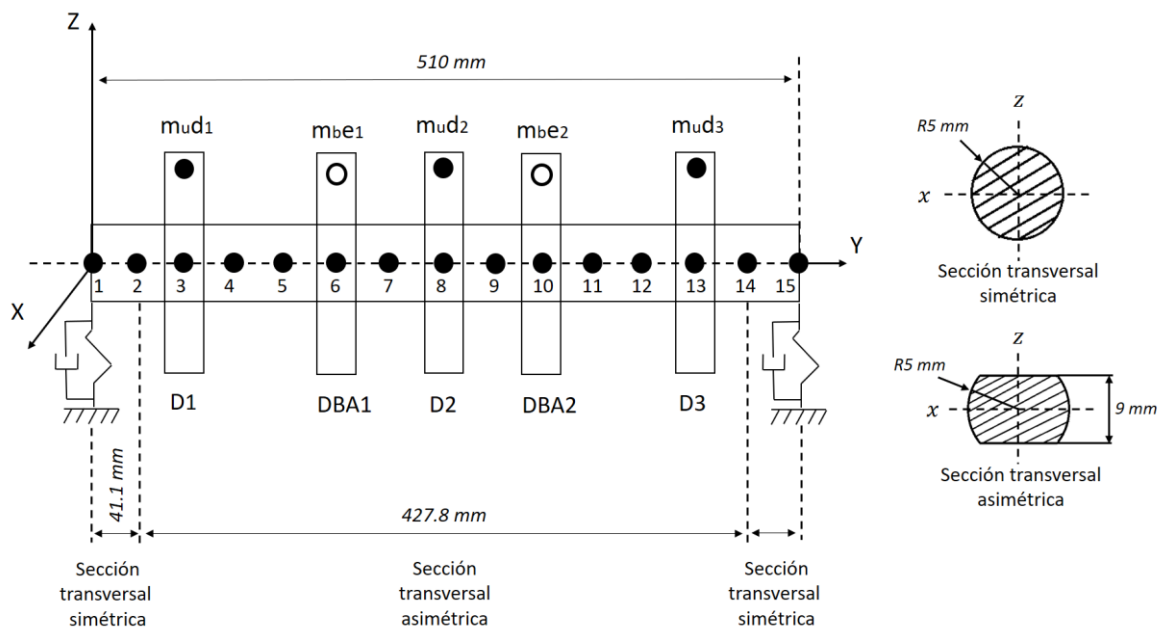 Z
510 mm
mud1
mbe1
mud2
mbe2
mud3
Y
1 2 3 4 5 6 7 8 9 10 11 12 13 14 15
X
D1
DBA1
D2
DBA2
D3
41.1 mm
427.8 mm
Sección
transversal
simétrica
Sección
transversal
asimétrica
Sección
transversal
simétrica
z
R5 mm
x
Sección transversal
simétrica
z
R5 mm
x
9 mm
Sección transversal
asimétrica